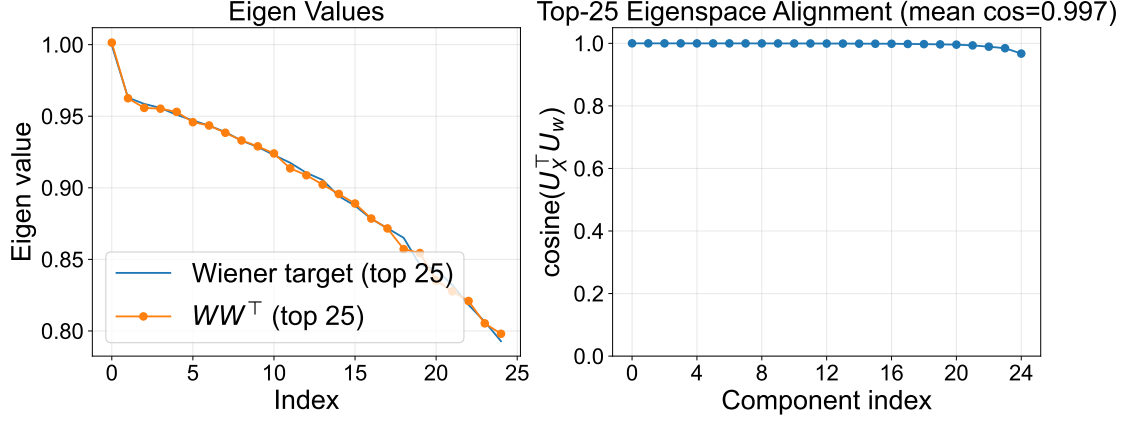 Eigen Values
Eigen value
1.00
0.95
0.90
0.85
0.80
Wiener target (top 25)
WW⊤ (top 25)
0 5 10 15 20 25
Index
Top-25 Eigenspace Alignment (mean cos=0.997)
cosine(U_X^⊤ U_w)
1.0
0.8
0.6
0.4
0.2
0.0
0 4 8 12 16 20 24
Component index